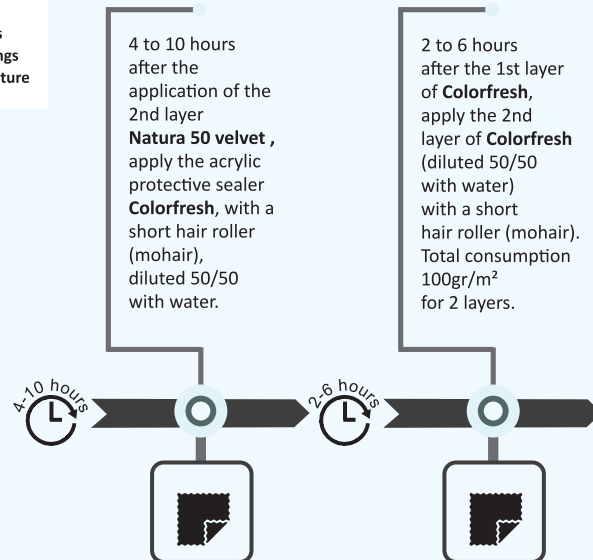 s
ngs
ture
4 to 10 hours
after the
application of the
2nd layer
Natura 50 velvet ,
apply the acrylic
protective sealer
Colorfresh, with a
short hair roller
(mohair),
diluted 50/50
with water.
2 to 6 hours
after the 1st layer
of Colorfresh,
apply the 2nd
layer of Colorfresh
(diluted 50/50
with water)
with a short
hair roller (mohair).
Total consumption
100gr/m²
for 2 layers.
4-10 hours
2-6 hours